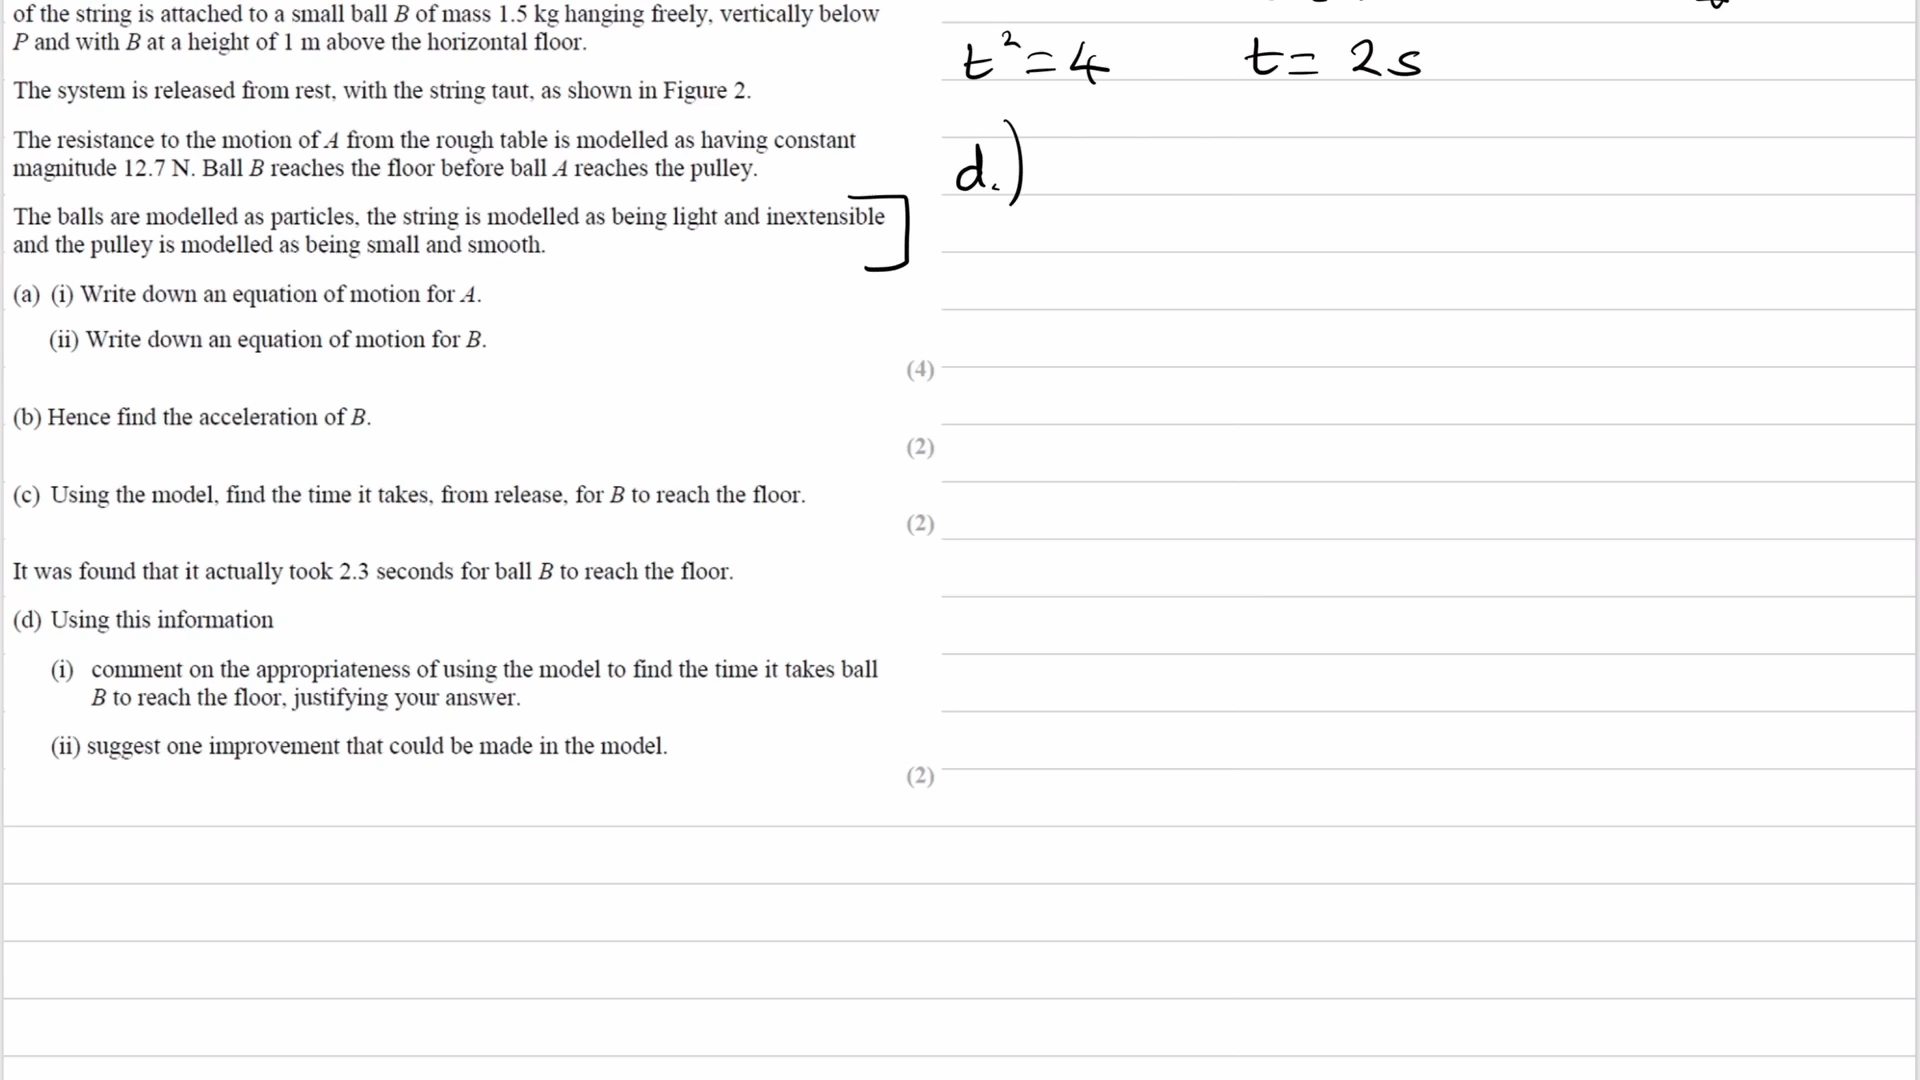 of the string is attached to a small ball B of mass 1.5 kg hanging freely, vertically below
P and with B at a height of 1 m above the horizontal floor.
The system is released from rest, with the string taut, as shown in Figure 2.
The resistance to the motion of A from the rough table is modelled as having constant
magnitude 12.7 N. Ball B reaches the floor before ball A reaches the pulley.
The balls are modelled as particles, the string is modelled as being light and inextensible
and the pulley is modelled as being small and smooth.
(a) (i) Write down an equation of motion for A.
(ii) Write down an equation of motion for B.
(4)
(b) Hence find the acceleration of B.
(2)
(c) Using the model, find the time it takes, from release, for B to reach the floor.
(2)
It was found that it actually took 2.3 seconds for ball B to reach the floor.
(d) Using this information
(i) comment on the appropriateness of using the model to find the time it takes ball
B to reach the floor, justifying your answer.
(ii) suggest one improvement that could be made in the model.
(2)
t² = 4 t = 2s
d.)